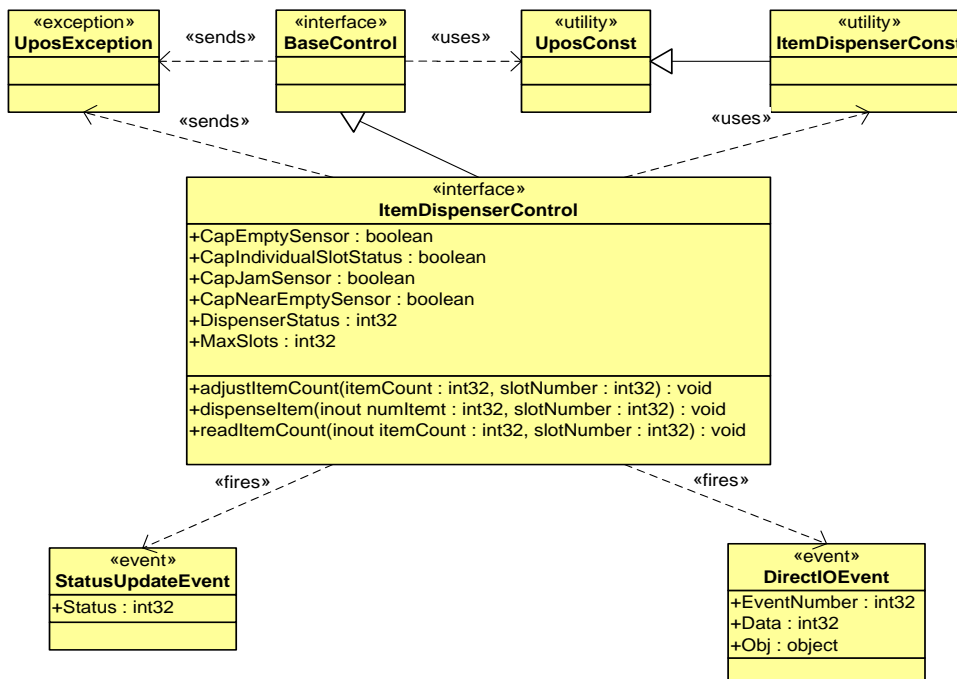 «exception»
UposException
«sends»
«interface»
BaseControl
«uses»
«utility»
UposConst
«utility»
ItemDispenserConst
«sends»
«uses»
«interface»
ItemDispenserControl
+CapEmptySensor : boolean
+CapIndividualSlotStatus : boolean
+CapJamSensor : boolean
+CapNearEmptySensor : boolean
+DispenserStatus : int32
+MaxSlots : int32
+adjustItemCount(itemCount : int32, slotNumber : int32) : void
+dispenseItem(inout numItemt : int32, slotNumber : int32) : void
+readItemCount(inout itemCount : int32, slotNumber : int32) : void
«fires»
«fires»
«event»
StatusUpdateEvent
+Status : int32
«event»
DirectIOEvent
+EventNumber : int32
+Data : int32
+Obj : object